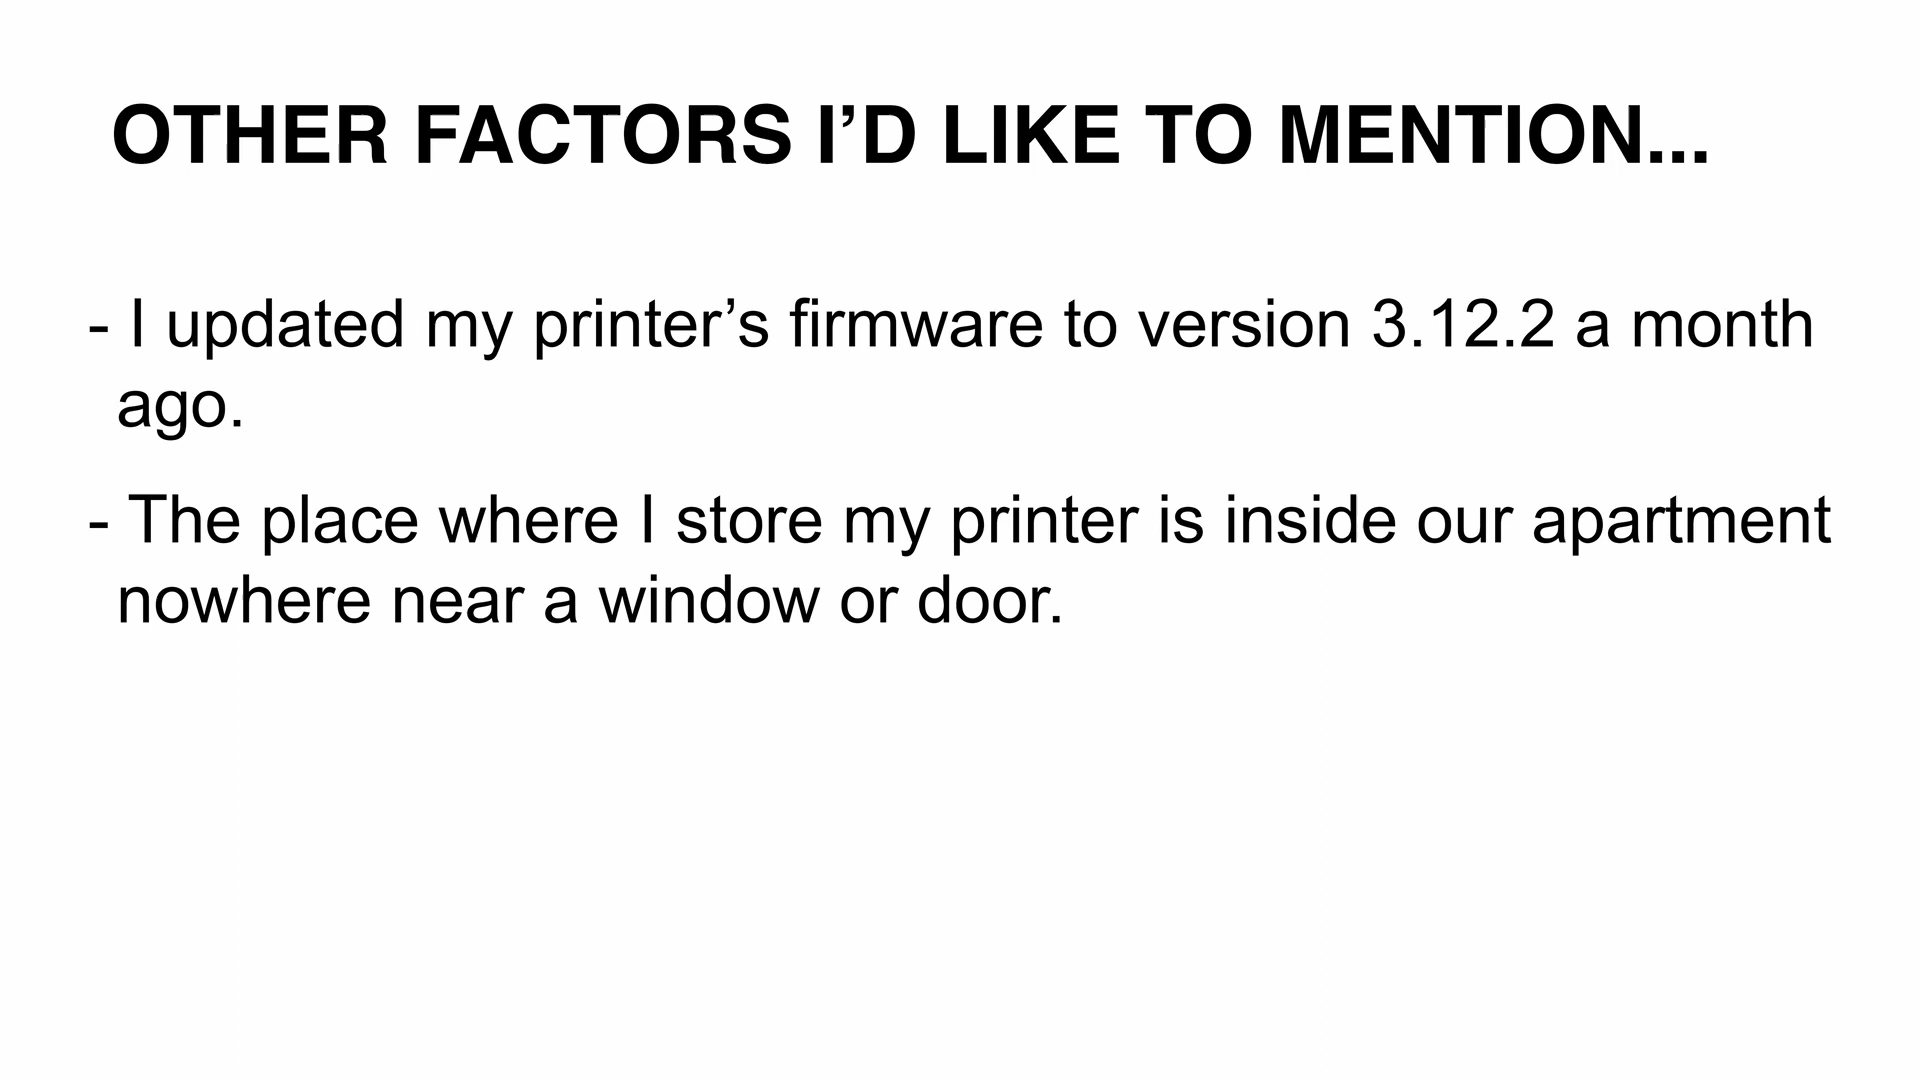 OTHER FACTORS I’D LIKE TO MENTION...
- I updated my printer’s firmware to version 3.12.2 a month
ago.
- The place where I store my printer is inside our apartment
nowhere near a window or door.